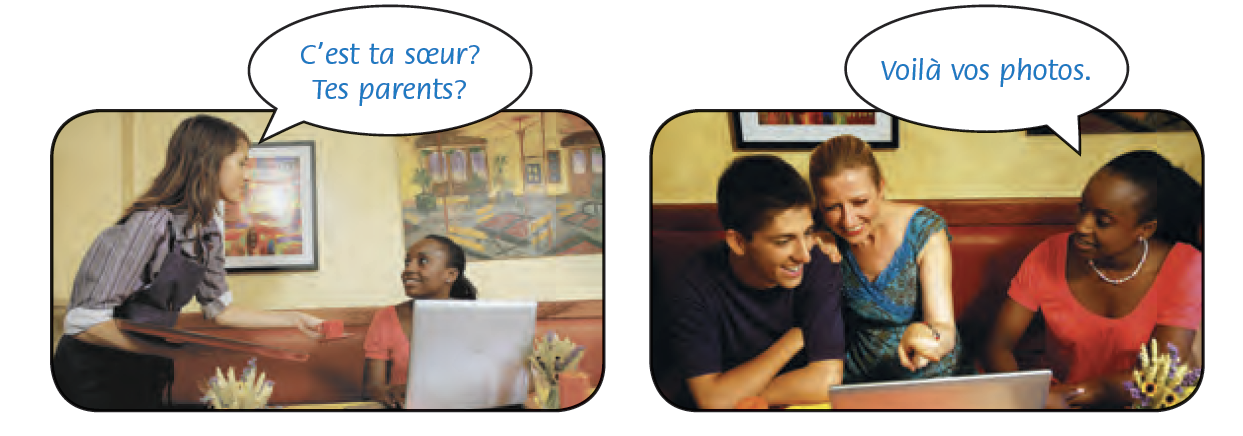 C'est ta sœur?
Tes parents?
Voilà vos photos.